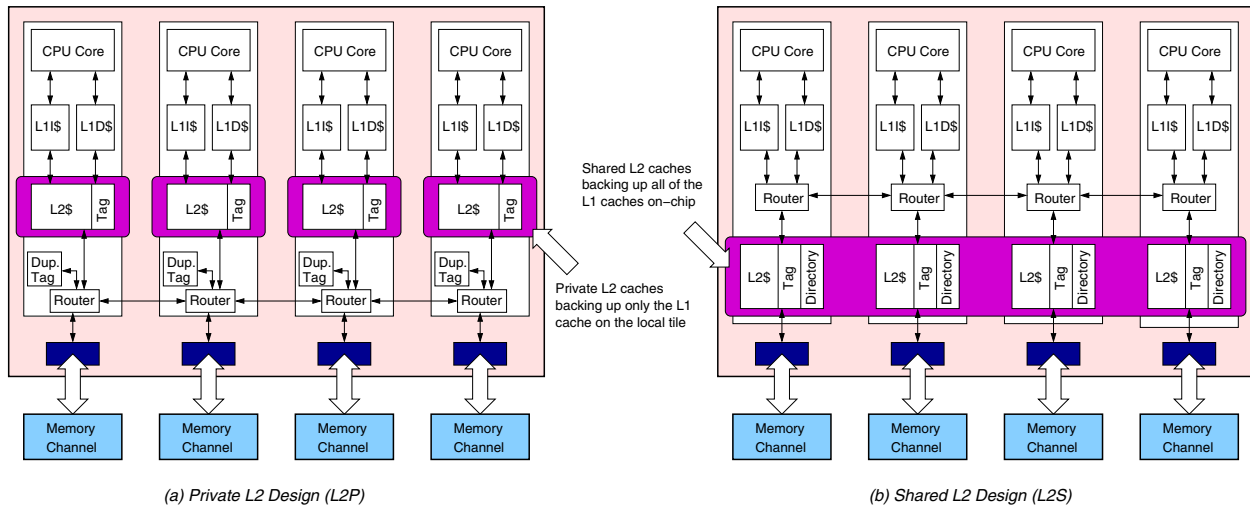 CPU Core
CPU Core
CPU Core
CPU Core
L1I$
L1D$
L1I$
L1D$
L1I$
L1D$
L1I$
L1D$
L2$
Tag
L2$
Tag
L2$
Tag
L2$
Tag
Dup.
Tag
Dup.
Tag
Dup.
Tag
Dup.
Tag
Router
Router
Router
Router
Private L2 caches
backing up only the L1
cache on the local tile
Memory
Channel
Memory
Channel
Memory
Channel
Memory
Channel
(a) Private L2 Design (L2P)
CPU Core
CPU Core
CPU Core
CPU Core
L1I$
L1D$
L1I$
L1D$
L1I$
L1D$
L1I$
L1D$
Shared L2 caches
backing up all of the
L1 caches on−chip
Router
Router
Router
Router
L2$
Tag
Directory
L2$
Tag
Directory
L2$
Tag
Directory
L2$
Tag
Directory
Memory
Channel
Memory
Channel
Memory
Channel
Memory
Channel
(b) Shared L2 Design (L2S)